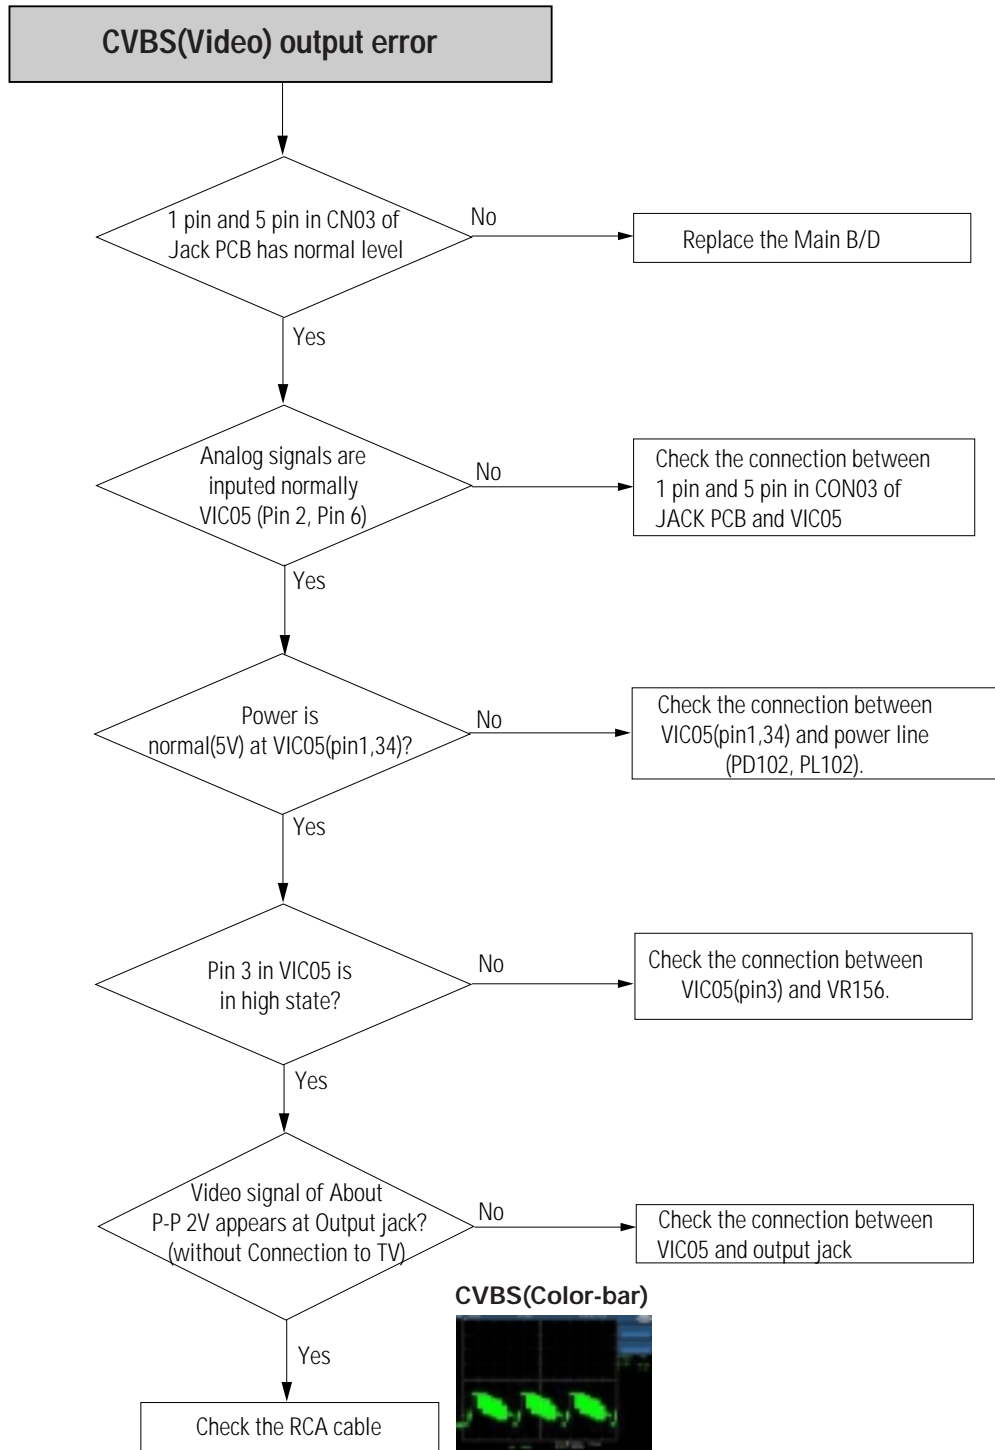 CVBS(Video) output error
1 pin and 5 pin in CN03 of
Jack PCB has normal level
No
Replace the Main B/D
Yes
Analog signals are
inputed normally
VIC05 (Pin 2, Pin 6)
No
Check the connection between
1 pin and 5 pin in CON03 of
JACK PCB and VIC05
Yes
Power is
normal(5V) at VIC05(pin1,34)?
No
Check the connection between
VIC05(pin1,34) and power line
(PD102, PL102).
Yes
Pin 3 in VIC05 is
in high state?
No
Check the connection between
VIC05(pin3) and VR156.
Yes
Video signal of About
P-P 2V appears at Output jack?
(without Connection to TV)
No
Check the connection between
VIC05 and output jack
CVBS(Color-bar)
Yes
Check the RCA cable